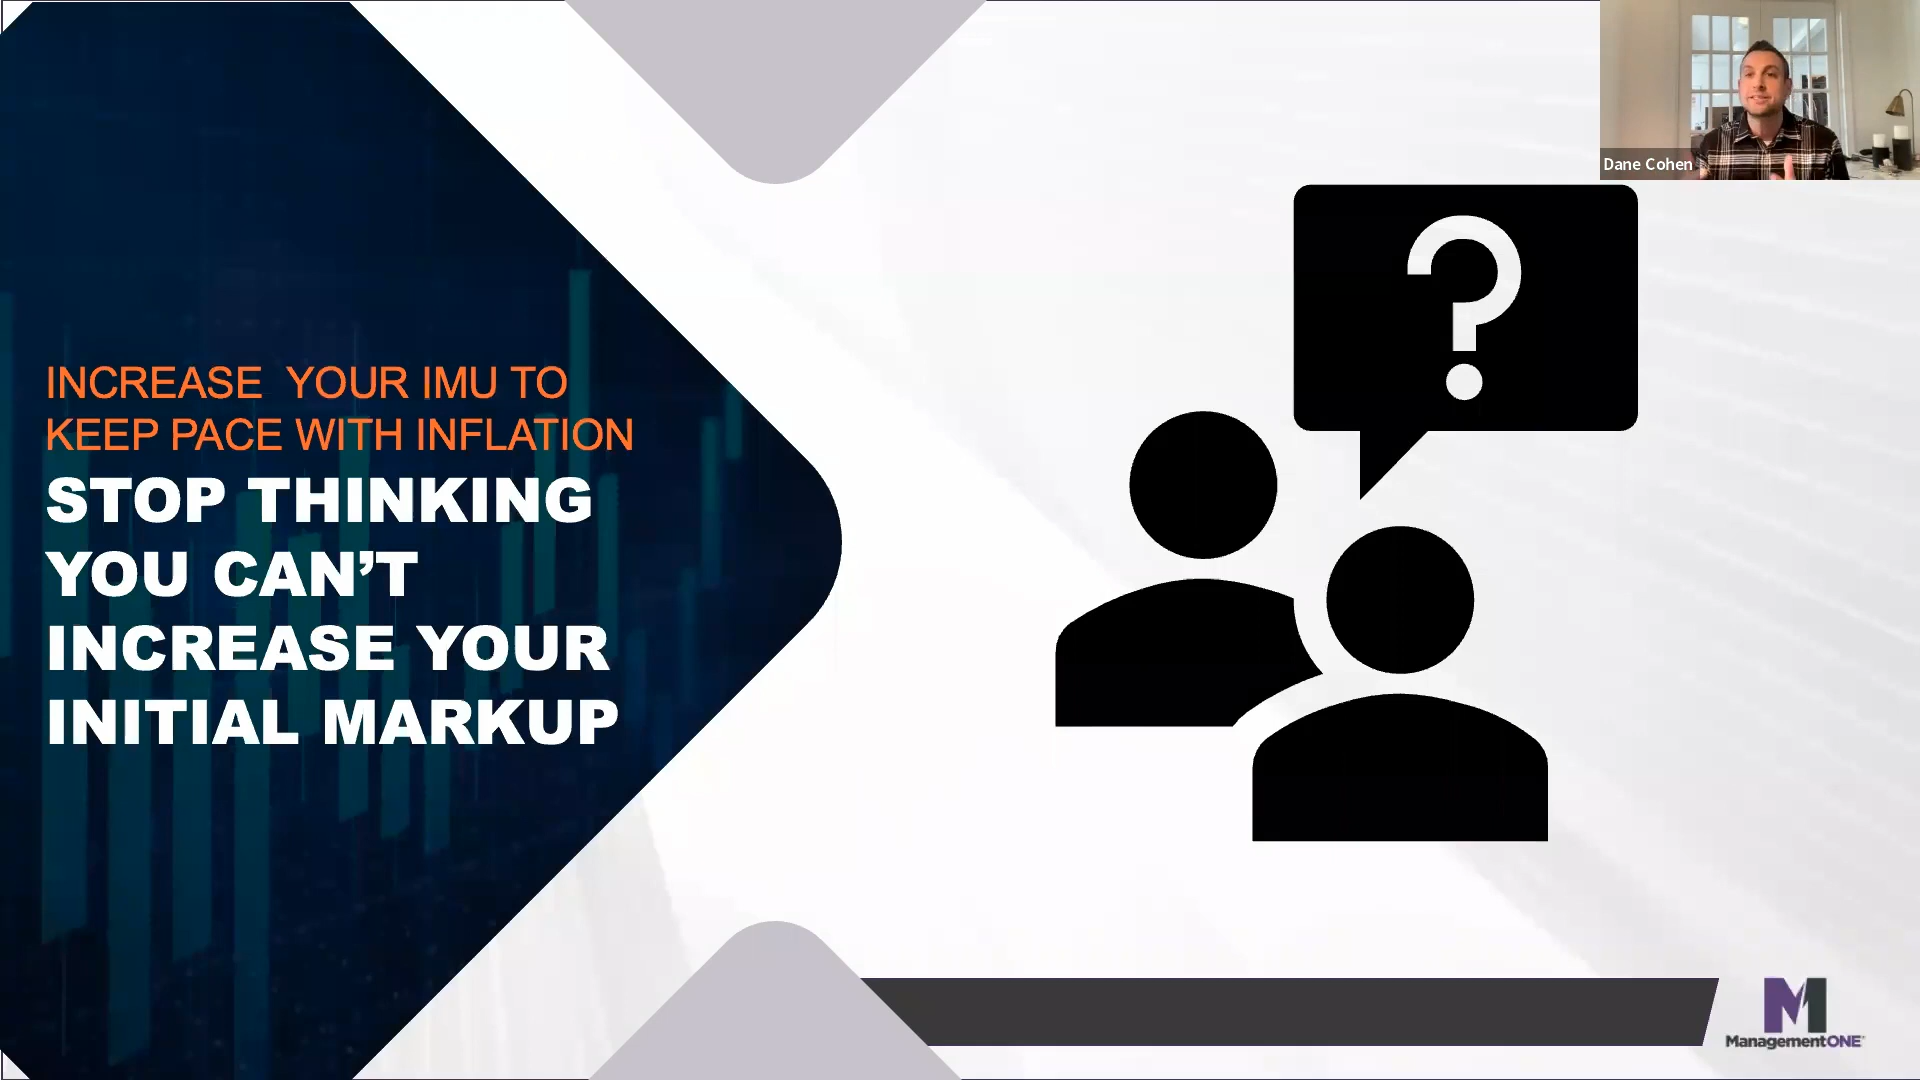 Dane Cohen
?
INCREASE  YOUR IMU TO
KEEP PACE WITH INFLATION
STOP THINKING
YOU CAN’T
INCREASE YOUR
INITIAL MARKUP
M
ManagementONE